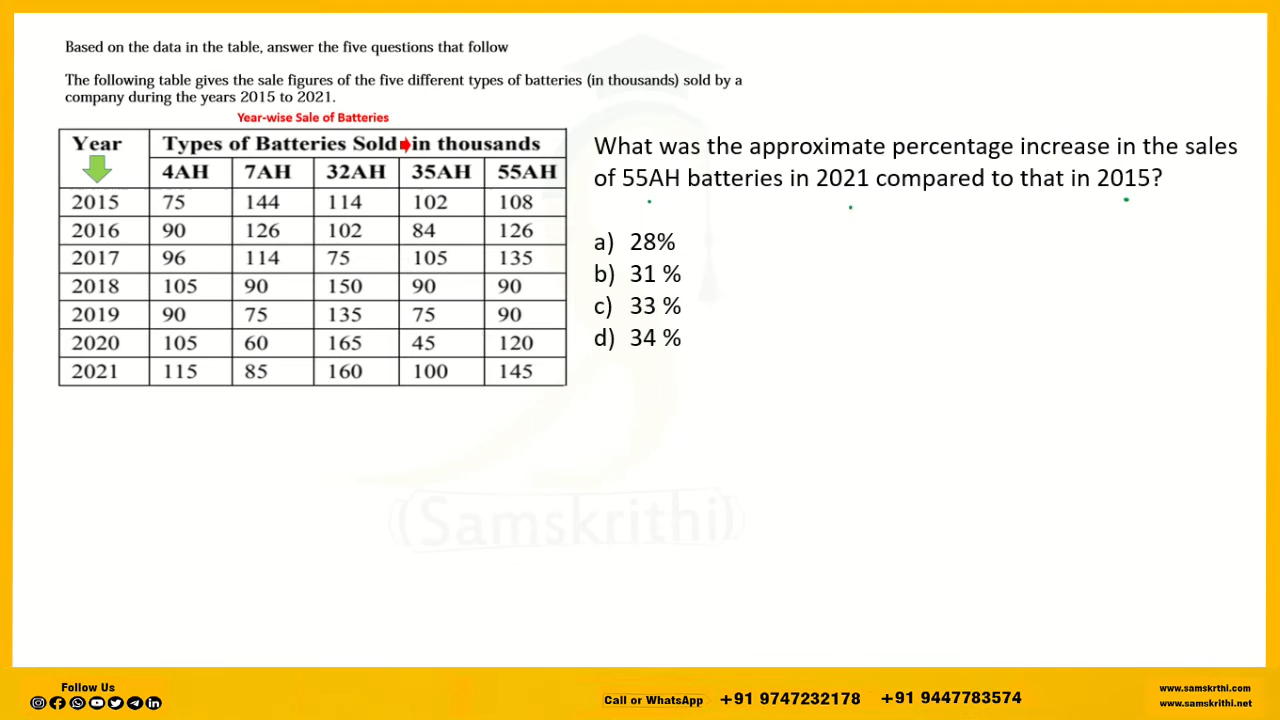 Based on the data in the table, answer the five questions that follow
The following table gives the sale figures of the five different types of batteries (in thousands) sold by a
company during the years 2015 to 2021.
Year-wise Sale of Batteries
Year Types of Batteries Sold in thousands
4AH 7AH 32AH 35AH 55AH
2015 75 144 114 102 108
2016 90 126 102 84 126
2017 96 114 75 105 135
2018 105 90 150 90 90
2019 90 75 135 75 90
2020 105 60 165 45 120
2021 115 85 160 100 145
What was the approximate percentage increase in the sales
of 55AH batteries in 2021 compared to that in 2015?
a) 28%
b) 31 %
c) 33 %
d) 34 %
(Samskrithi)
Follow Us
Call or WhatsApp +91 9747232178 +91 9447783574
www.samskrthi.com
www.samskrithi.net